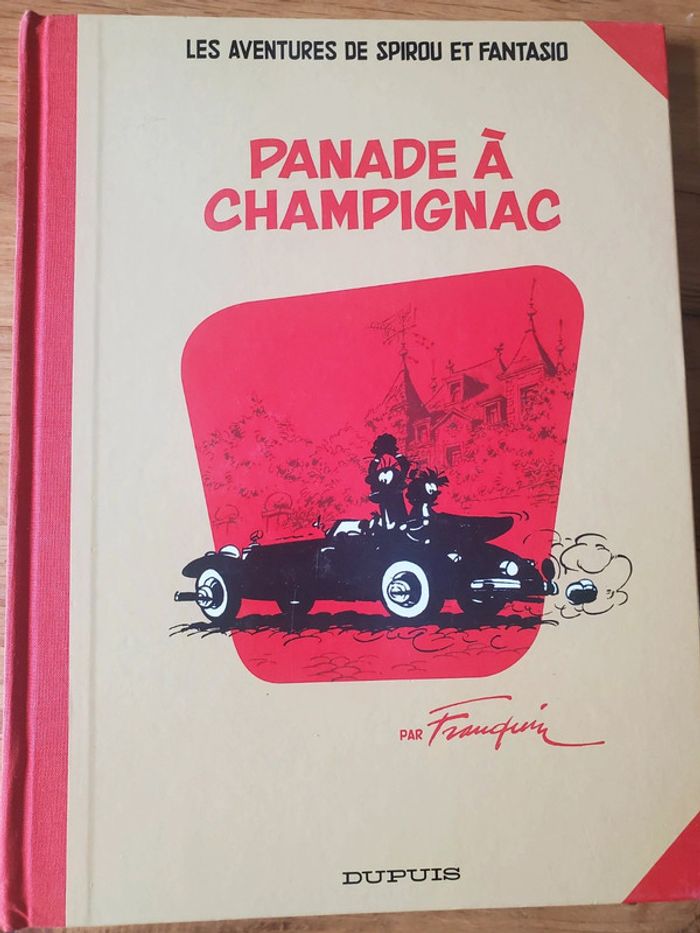 LES AVENTURES DE SPIROU ET FANTASIO
PANADE À
CHAMPIGNAC
PAR Franquin
DUPUIS